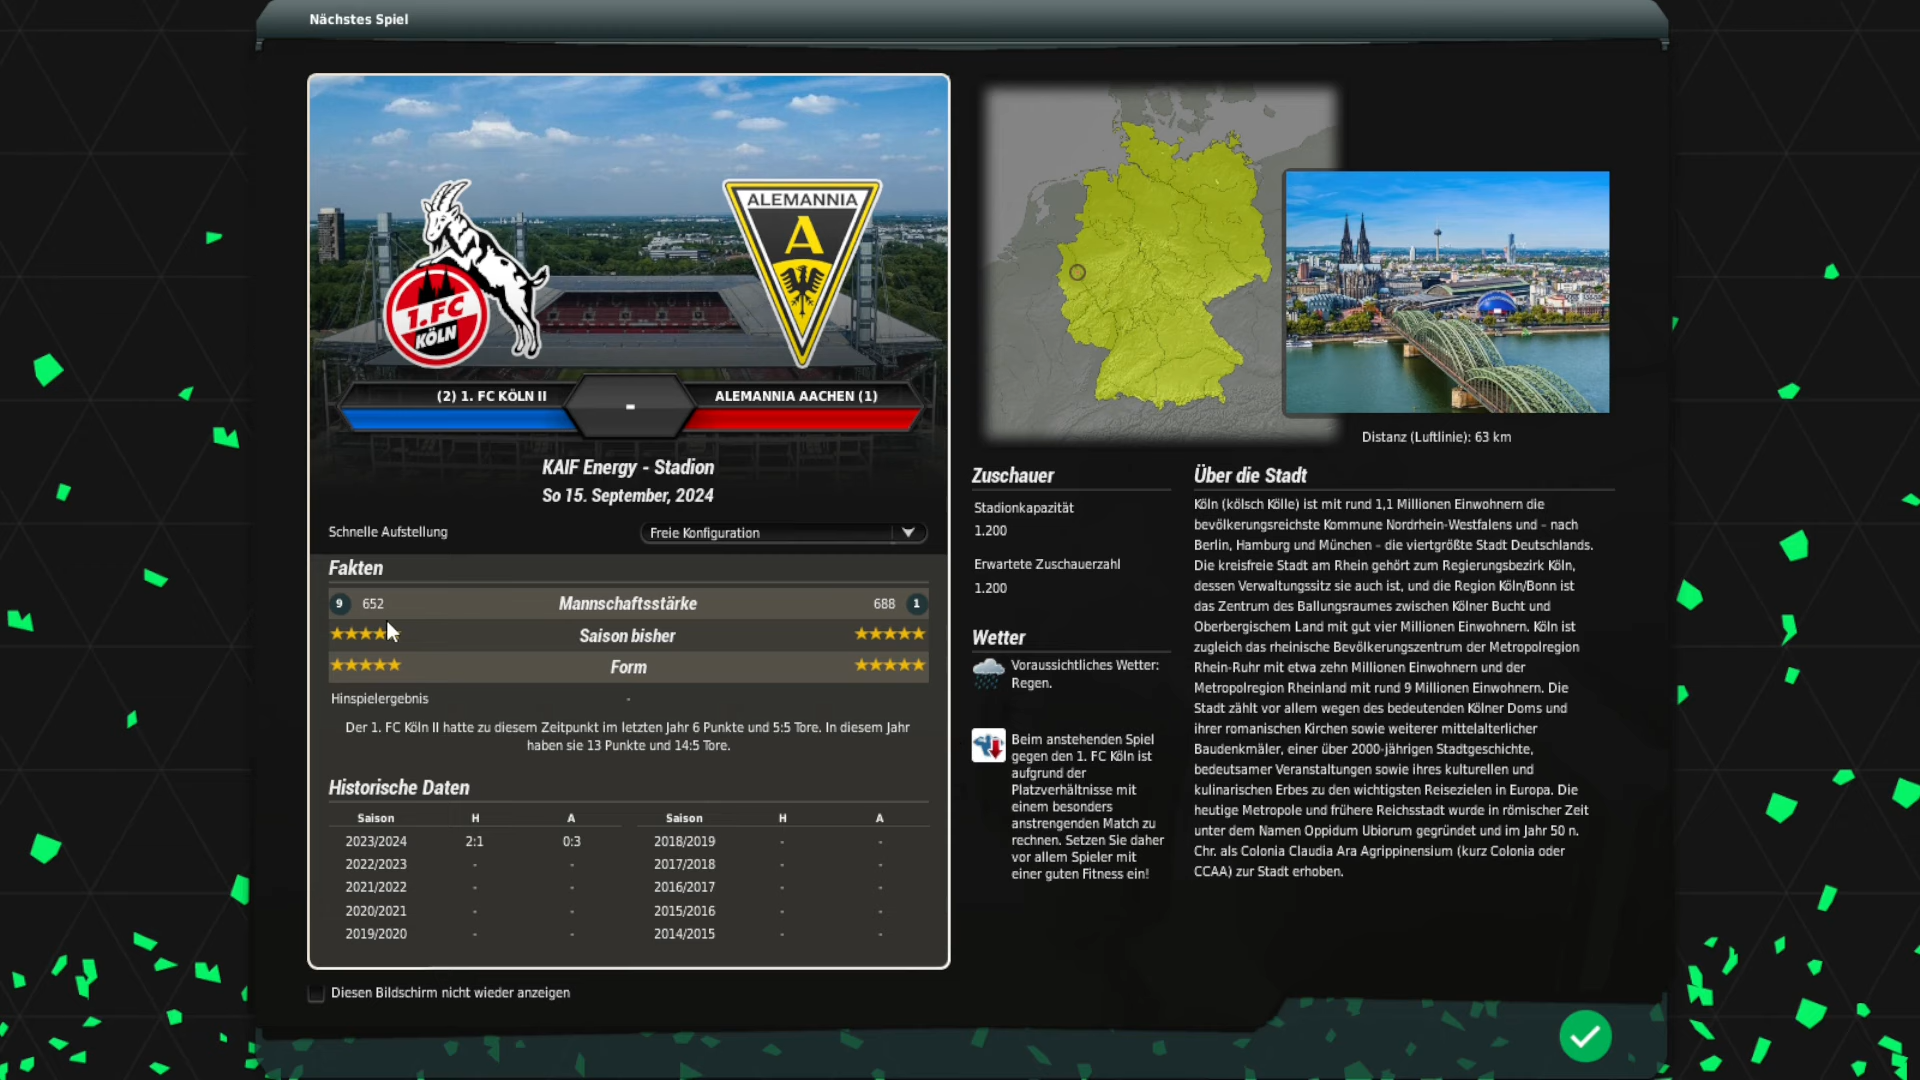 Nächstes Spiel
ALEMANNIA
A
1.FC
KÖLN
(2) 1. FC KÖLN II
-
ALEMANNIA AACHEN (1)
KAIF Energy - Stadion
So 15. September, 2024
Schnelle Aufstellung
Freie Konfiguration
Fakten
9 652 Mannschaftsstärke 688 1
Saison bisher
Form
Hinspielergebnis -
Der 1. FC Köln II hatte zu diesem Zeitpunkt im letzten Jahr 6 Punkte und 5:5 Tore. In diesem Jahr
haben sie 13 Punkte und 14:5 Tore.
Historische Daten
Saison H A Saison H A
2023/2024 2:1 0:3 2018/2019 - -
2022/2023 - - 2017/2018 - -
2021/2022 - - 2016/2017 - -
2020/2021 - - 2015/2016 - -
2019/2020 - - 2014/2015 - -
Diesen Bildschirm nicht wieder anzeigen
Distanz (Luftlinie): 63 km
Zuschauer
Stadionkapazität
1.200
Erwartete Zuschauerzahl
1.200
Wetter
Voraussichtliches Wetter:
Regen.
Beim anstehenden Spiel
gegen den 1. FC Köln ist
aufgrund der
Platzverhältnisse mit
einem besonders
anstrengenden Match zu
rechnen. Setzen Sie daher
vor allem Spieler mit
einer guten Fitness ein!
Über die Stadt
Köln (kölsch Kölle) ist mit rund 1,1 Millionen Einwohnern die
bevölkerungsreichste Kommune Nordrhein-Westfalens und – nach
Berlin, Hamburg und München – die viertgrößte Stadt Deutschlands.
Die kreisfreie Stadt am Rhein gehört zum Regierungsbezirk Köln,
dessen Verwaltungssitz sie auch ist, und die Region Köln/Bonn ist
das Zentrum des Ballungsraumes zwischen Kölner Bucht und
Oberbergischem Land mit gut vier Millionen Einwohnern. Köln ist
zugleich das rheinische Bevölkerungszentrum der Metropolregion
Rhein-Ruhr mit etwa zehn Millionen Einwohnern und der
Metropolregion Rheinland mit rund 9 Millionen Einwohnern. Die
Stadt zählt vor allem wegen des bedeutenden Kölner Doms und
ihrer romanischen Kirchen sowie weiterer mittelalterlicher
Baudenkmäler, einer über 2000-jährigen Stadtgeschichte,
bedeutsamer Veranstaltungen sowie ihres kulturellen und
kulinarischen Erbes zu den wichtigsten Reisezielen in Europa. Die
heutige Metropole und frühere Reichsstadt wurde in römischer Zeit
unter dem Namen Oppidum Ubiorum gegründet und im Jahr 50 n.
Chr. als Colonia Claudia Ara Agrippinensium (kurz Colonia oder
CCAA) zur Stadt erhoben.